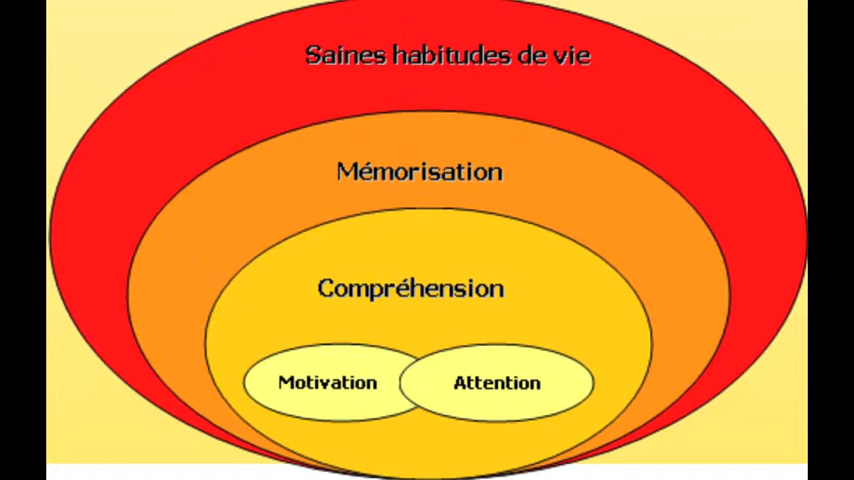 Saines habitudes de vie
Mémorisation
Compréhension
Motivation
Attention